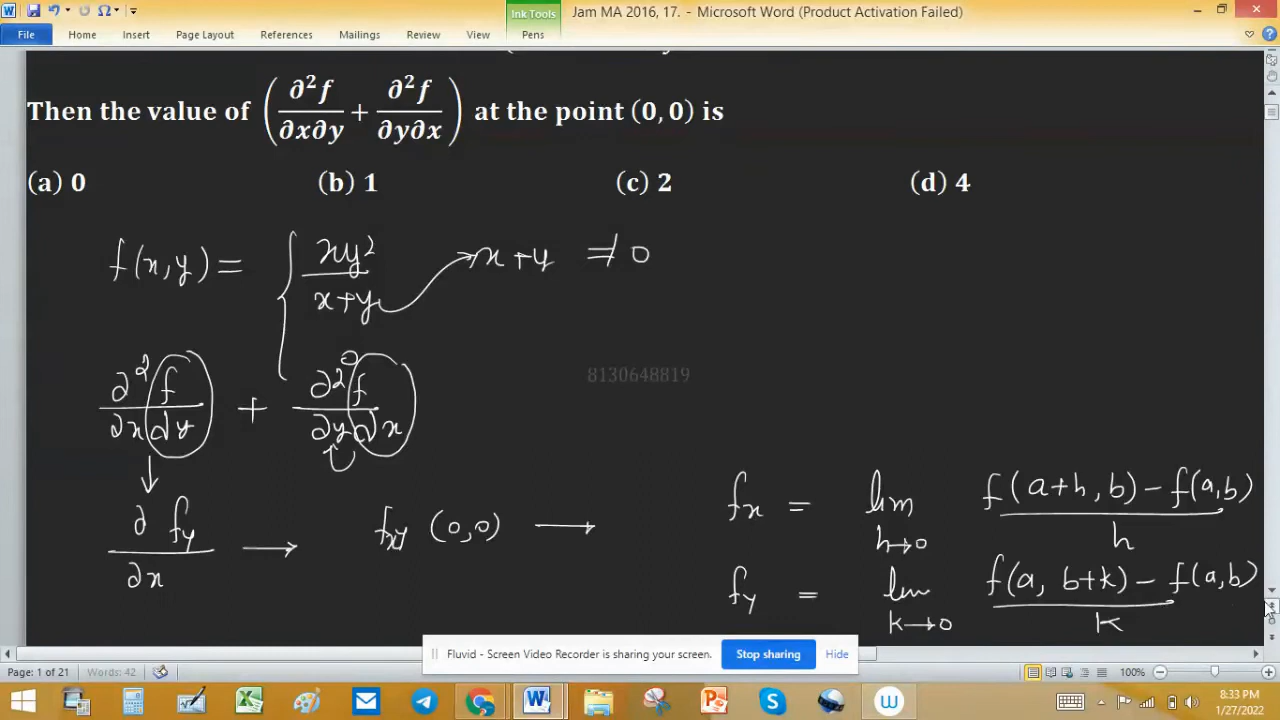 Ink Tools
Jam MA 2016, 17. - Microsoft Word (Product Activation Failed)
File Home Insert Page Layout References Mailings Review View Pens
Then the value of (∂²f/∂x∂y + ∂²f/∂y∂x) at the point (0, 0) is
(a) 0 (b) 1 (c) 2 (d) 4
f(x,y) = { xy²/x+y x+y ≠ 0
0
∂²f/∂x∂y + ∂²f/∂y∂x
8130648819
fx = lim h→0 f(a+h, b) - f(a,b)/h
∂ fy/∂x → fxy (0,0) →
fy = lim k→0 f(a, b+k) - f(a,b)/k
Fluvid - Screen Video Recorder is sharing your screen. Stop sharing Hide
Page: 1 of 21 Words: 42 100%
8:33 PM
1/27/2022